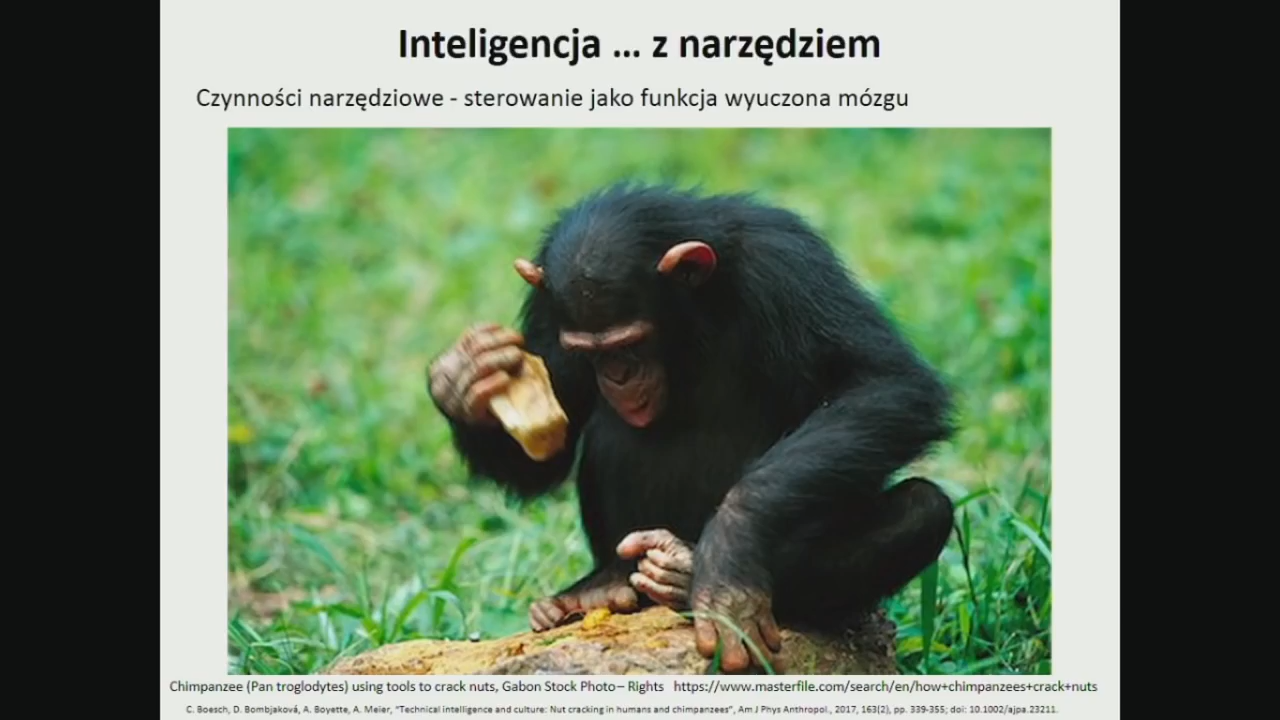 Inteligencja ... z narzędziem
Czynności narzędziowe - sterowanie jako funkcja wyuczona mózgu
Chimpanzee (Pan troglodytes) using tools to crack nuts, Gabon Stock Photo– Rights https://www.masterfile.com/search/en/how+chimpanzees+crack+nuts
C. Boesch, D. Bombjaková, A. Boyette, A. Meier, "Technical intelligence and culture: Nut cracking in humans and chimpanzees", Am J Phys Anthropol., 2017, 163(2), pp. 339-355; doi: 10.1002/ajpa.23211.